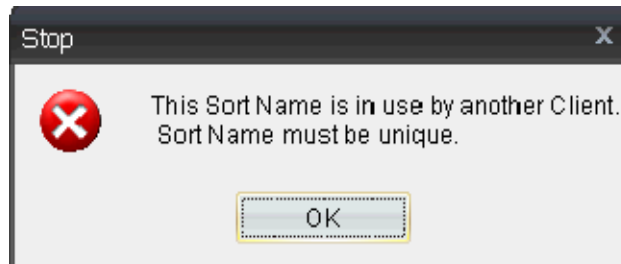 Stop
X
This Sort Name is in use by another Client.
Sort Name must be unique.
OK